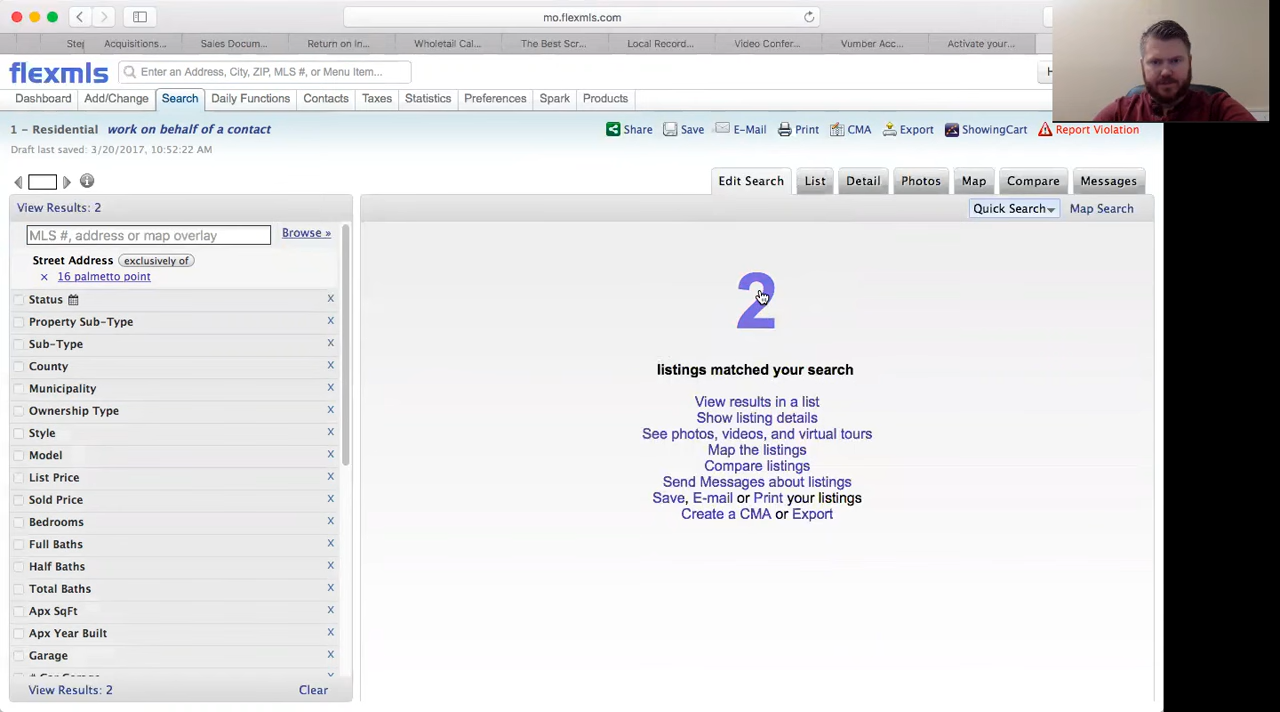 mo.flexmls.com
Step Acquisitions... Sales Docum... Return on In... Wholetail Cal... The Best Scr... Local Record... Video Confer... Vumber Acc... Activate your...
flexmls Enter an Address, City, ZIP, MLS #, or Menu Item...
Dashboard Add/Change Search Daily Functions Contacts Taxes Statistics Preferences Spark Products
1 - Residential work on behalf of a contact Share Save E-Mail Print CMA Export ShowingCart Report Violation
Draft last saved: 3/20/2017, 10:52:22 AM
Edit Search List Detail Photos Map Compare Messages
View Results: 2 Quick Search Map Search
MLS #, address or map overlay Browse »
Street Address exclusively of
× 16 palmetto point
Status X
Property Sub-Type X
Sub-Type X
County X
Municipality X
Ownership Type X
Style X
Model X
List Price X
Sold Price X
Bedrooms X
Full Baths X
Half Baths X
Total Baths X
Apx SqFt X
Apx Year Built X
Garage X
View Results: 2 Clear
2
listings matched your search
View results in a list
Show listing details
See photos, videos, and virtual tours
Map the listings
Compare listings
Send Messages about listings
Save, E-mail or Print your listings
Create a CMA or Export